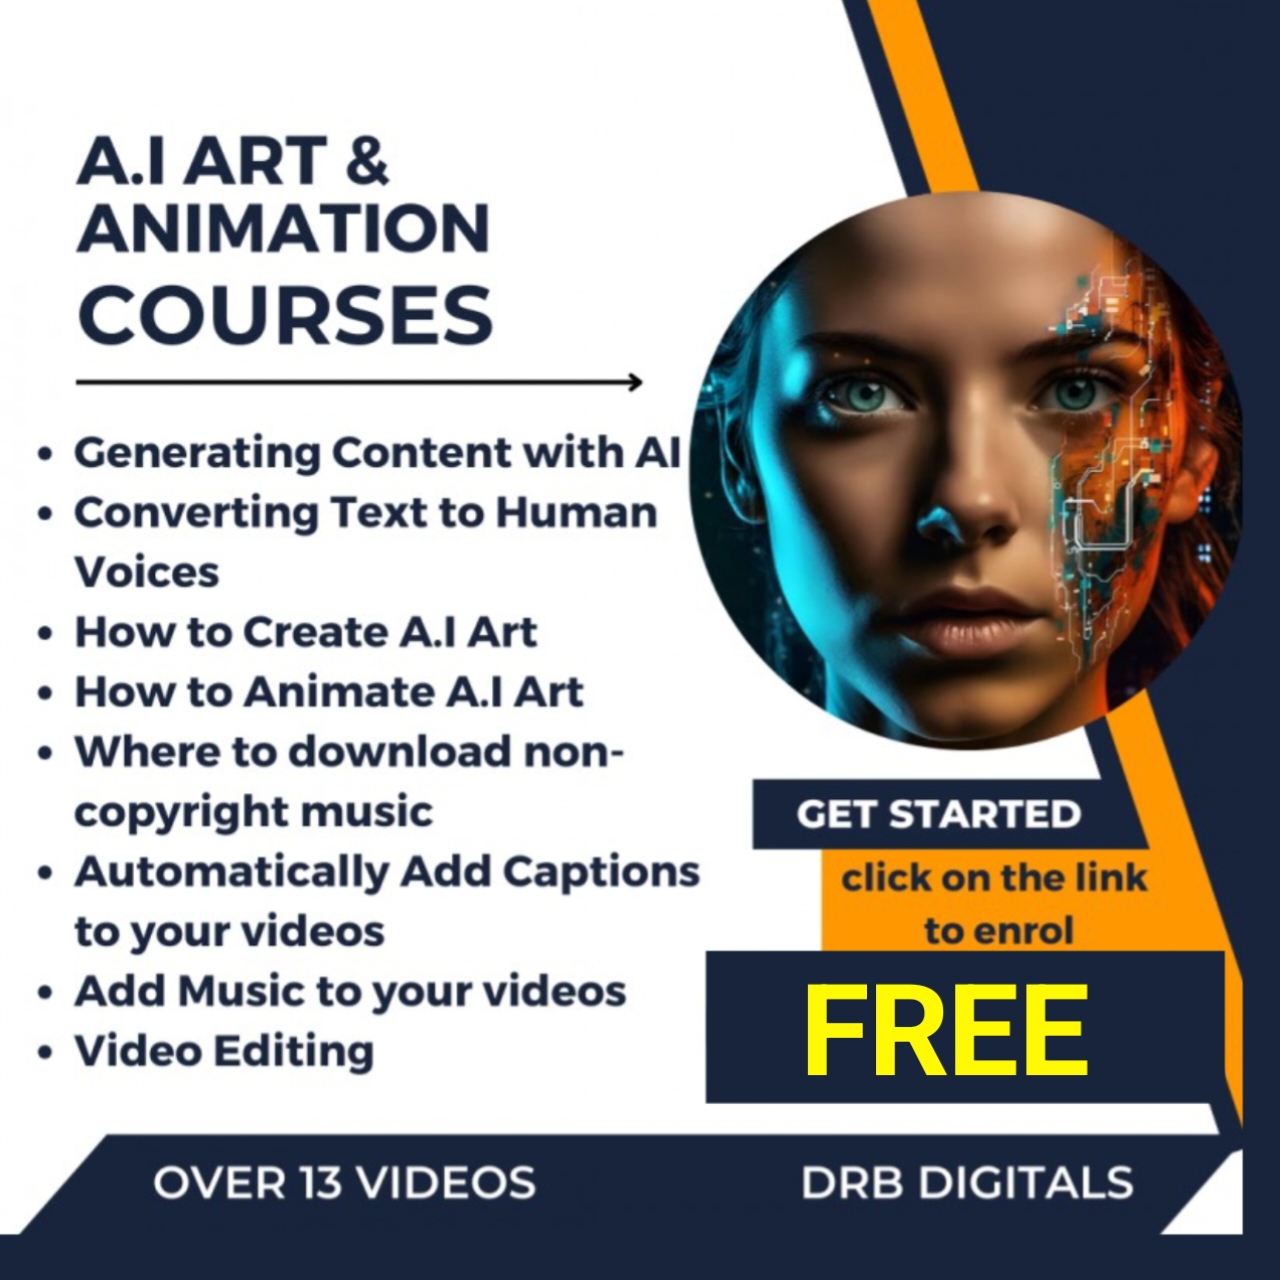 A.I ART &
ANIMATION
COURSES
Generating Content with AI
Converting Text to Human
Voices
How to Create A.I Art
How to Animate A.I Art
Where to download non-
copyright music
Automatically Add Captions
to your videos
Add Music to your videos
Video Editing
GET STARTED
click on the link
to enrol
FREE
OVER 13 VIDEOS
DRB DIGITALS